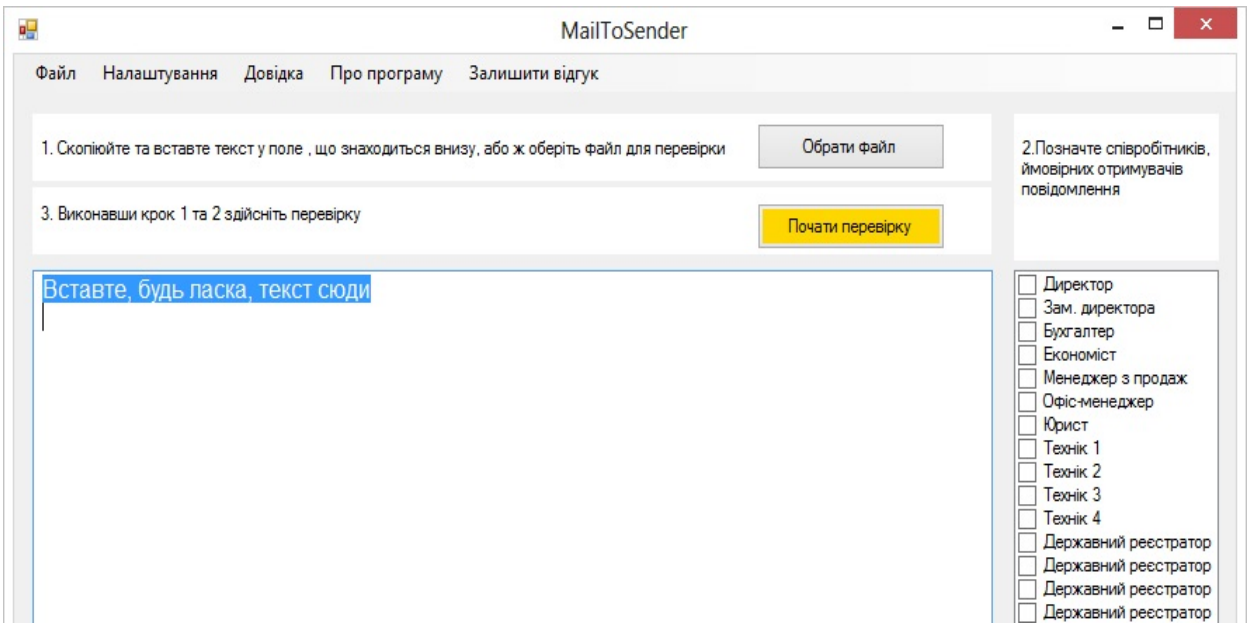 MailToSender
Файл Налаштування Довідка Про програму Залишити відгук
1. Скопіюйте та вставте текст у поле , що знаходиться внизу, або ж оберіть файл для перевірки
Обрати файл
2.Позначте співробітників,
ймовірних отримувачів
повідомлення
3. Виконавши крок 1 та 2 здійсніть перевірку
Почати перевірку
Вставте, будь ласка, текст сюди
Директор
Зам. директора
Бухгалтер
Економіст
Менеджер з продаж
Офіс-менеджер
Юрист
Технік 1
Технік 2
Технік 3
Технік 4
Державний реєстратор
Державний реєстратор
Державний реєстратор
Державний реєстратор